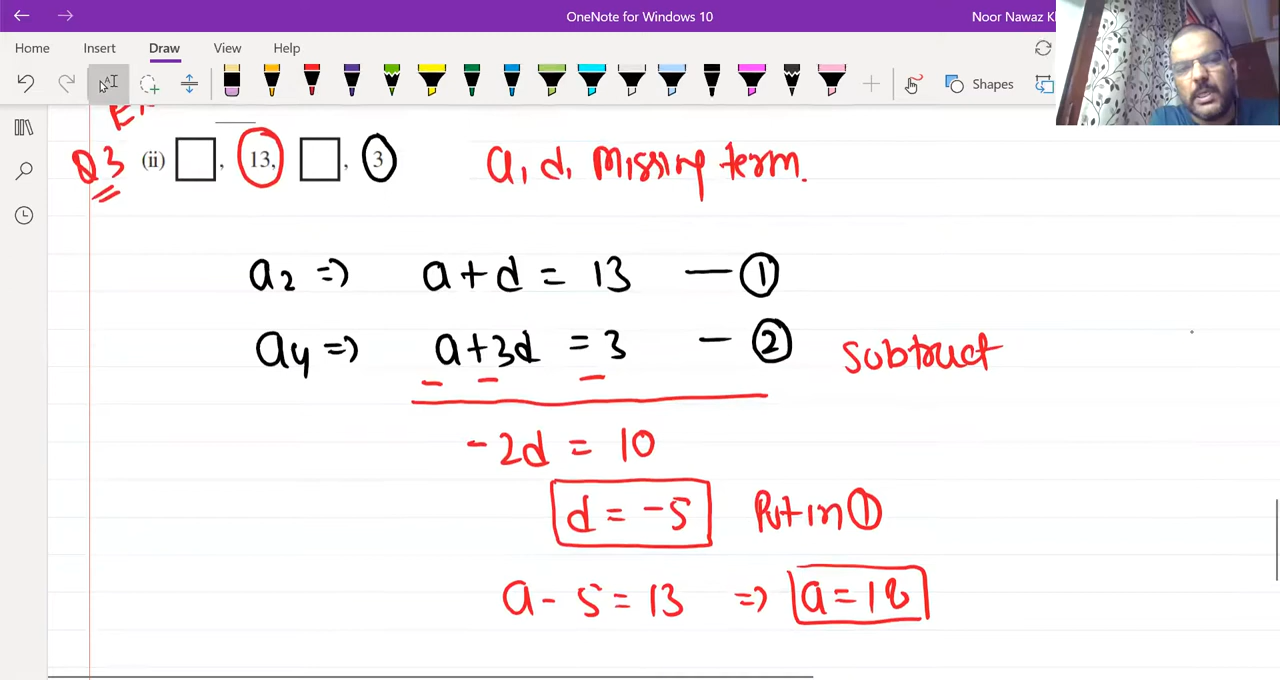 OneNote for Windows 10
Noor Nawaz K
Home Insert Draw View Help
Shapes
Q3 (ii) , 13, , 3 a, d, Missing term.
a2 => a + d = 13 — 1
a4 => a + 3d = 3 — 2
subtruct
- 2d = 10
d = -5 Put in 1
a - 5 = 13 => a = 18